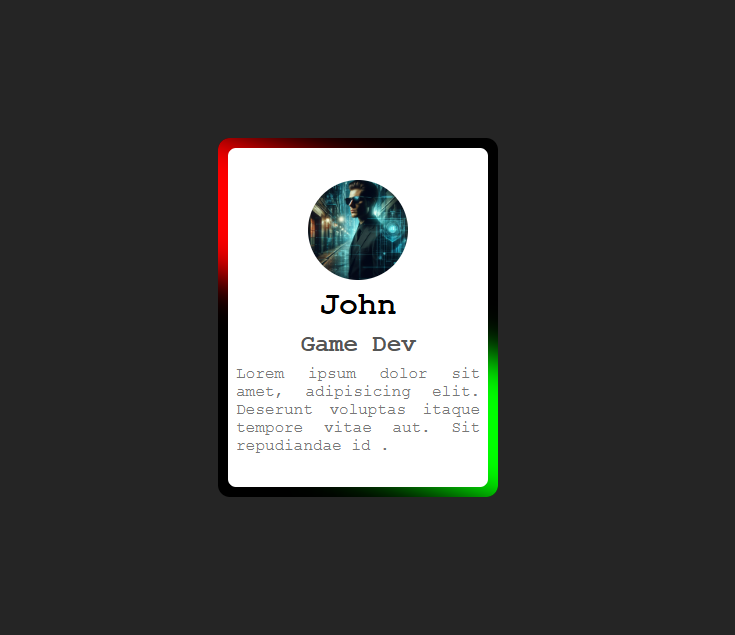 John
Game Dev
Lorem ipsum dolor sit
amet, adipisicing elit.
Deserunt voluptas itaque
tempore vitae aut. Sit
repudiandae id .